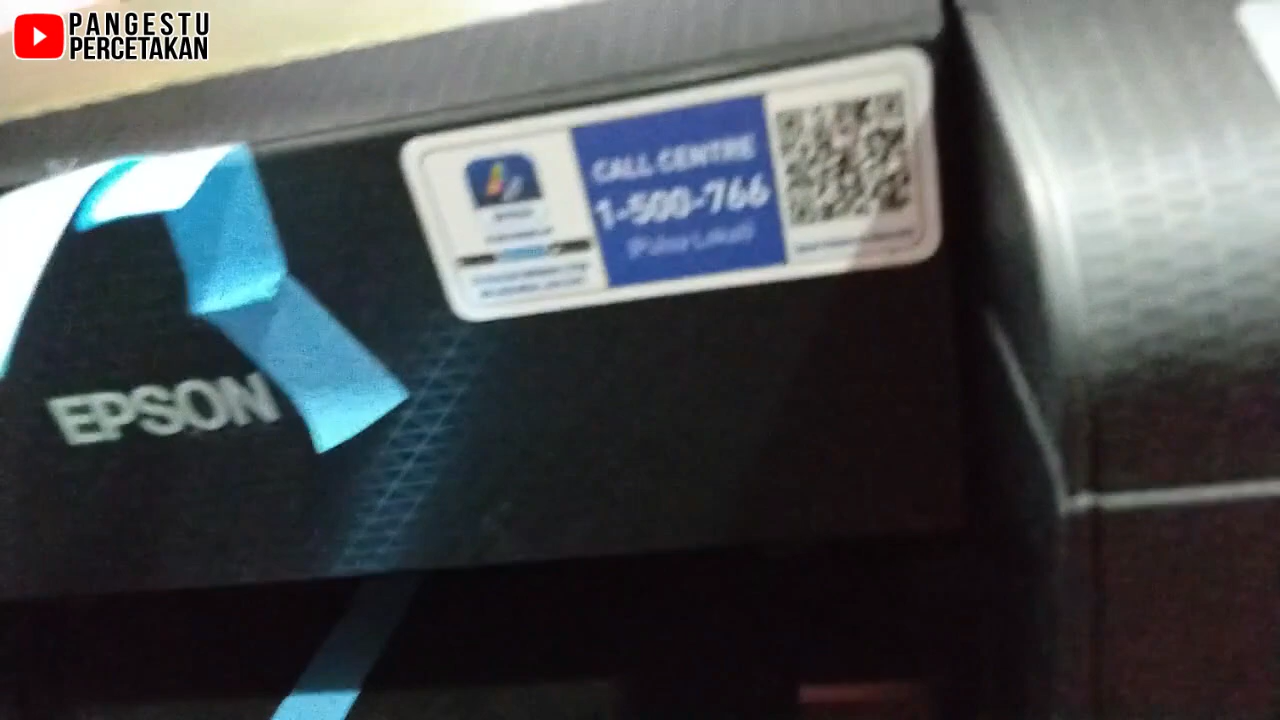 PANGESTU
PERCETAKAN
CALL CENTRE
1-500-766
(Pulsa Lokal)
EPSON